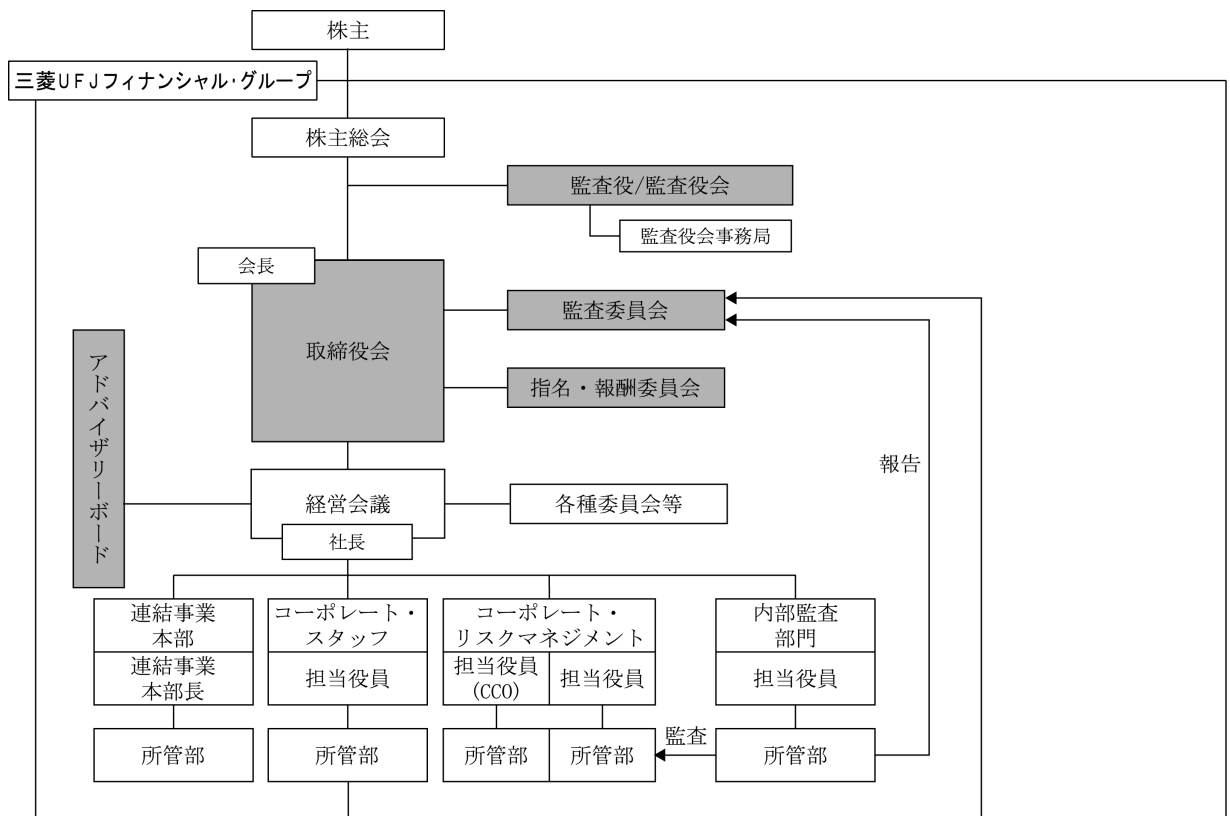 株主
三菱UFJフィナンシャル・グループ
株主総会
監査役/監査役会
監査役会事務局
会長
取締役会
監査委員会
指名・報酬委員会
アドバイザリーボード
報告
経営会議
各種委員会等
社長
連結事業
本部
コーポレート・
スタッフ
コーポレート・
リスクマネジメント
内部監査
部門
連結事業
本部長
担当役員
担当役員
(CCO)
担当役員
担当役員
所管部
所管部
所管部
所管部
監査
所管部